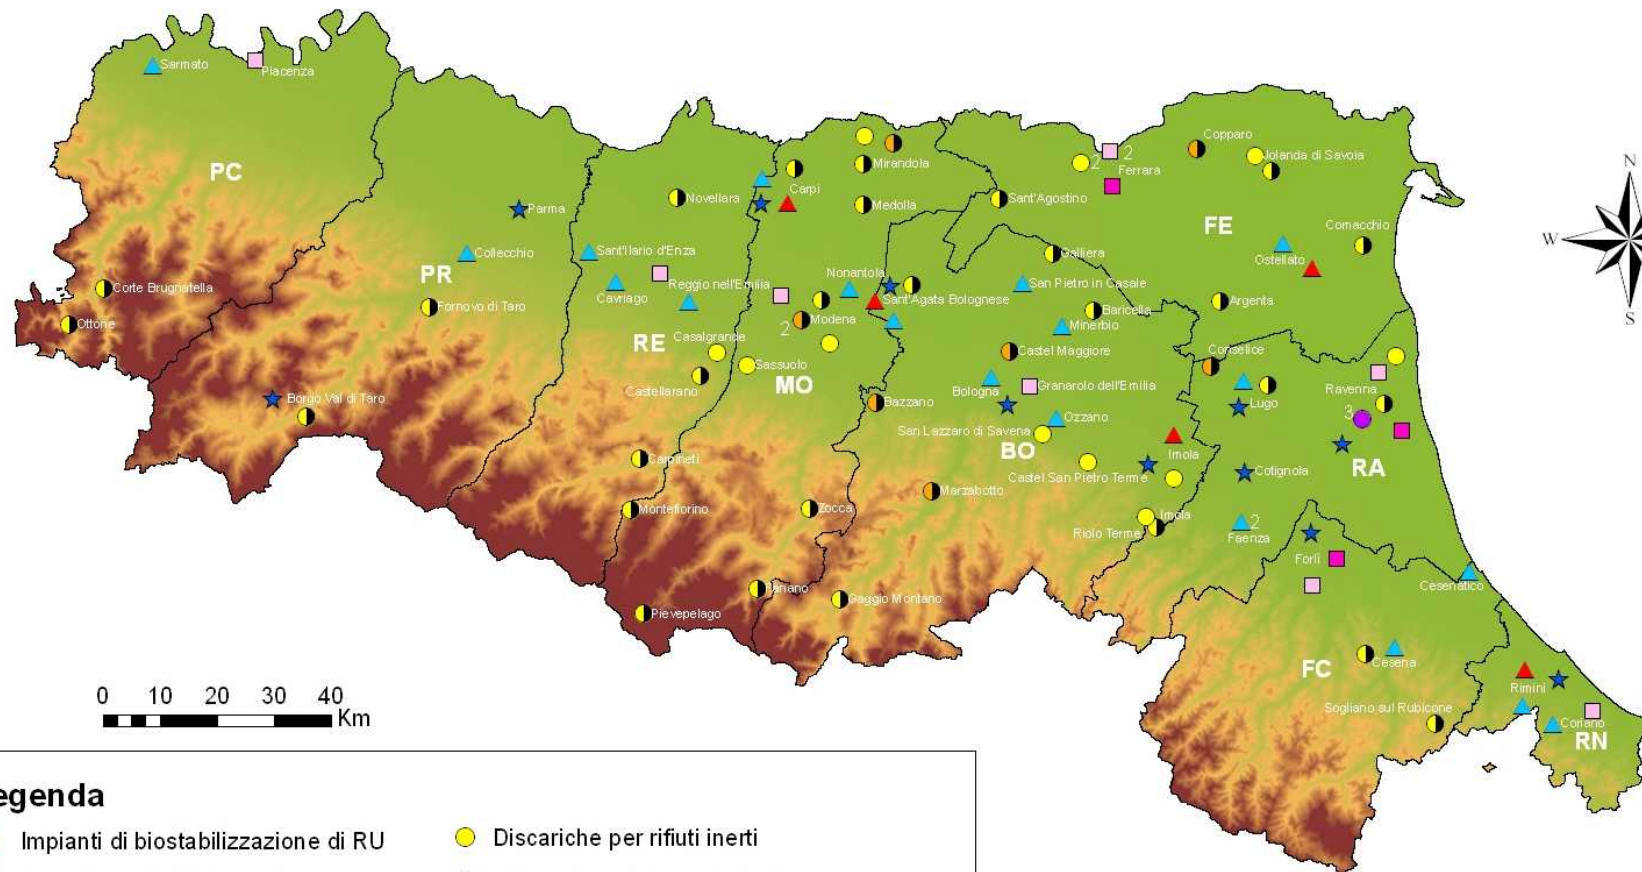 Sarmato
Piacenza
PC
Corte Brugnatella
Ottone
Parma
Collecchio
PR
Fornovo di Taro
Borgo Val di Taro
Novellara
Sant'Ilario d'Enza
Cavriago
Reggio nell'Emilia
RE
Casalgrande
Castellarano
Carpineti
Montefiorino
Pievepelago
Carpi
Mirandola
Medolla
Nonantola
2
Modena
Sassuolo
MO
Zocca
Fanano
Sant'Agata Bolognese
Bazzano
Marzabotto
Gaggio Montano
Sant'Agostino
Galliera
San Pietro in Casale
Baricella
Minerbio
Castel Maggiore
Bologna
Granarolo dell'Emilia
Ozzano
San Lazzaro di Savena
BO
Castel San Pietro Terme
Imola
Imola
Riolo Terme
2
2
Ferrara
Copparo
Jolanda di Savoia
FE
Comacchio
Ostellato
Argenta
Conselice
Lugo
Ravenna
3
RA
Cotignola
2
Faenza
Forlì
Cesenatico
FC
Cesena
Sogliano sul Rubicone
Rimini
Coriano
RN
N
W
S
0 10 20 30 40
Km
egenda
Impianti di biostabilizzazione di RU
Discariche per rifiuti inerti